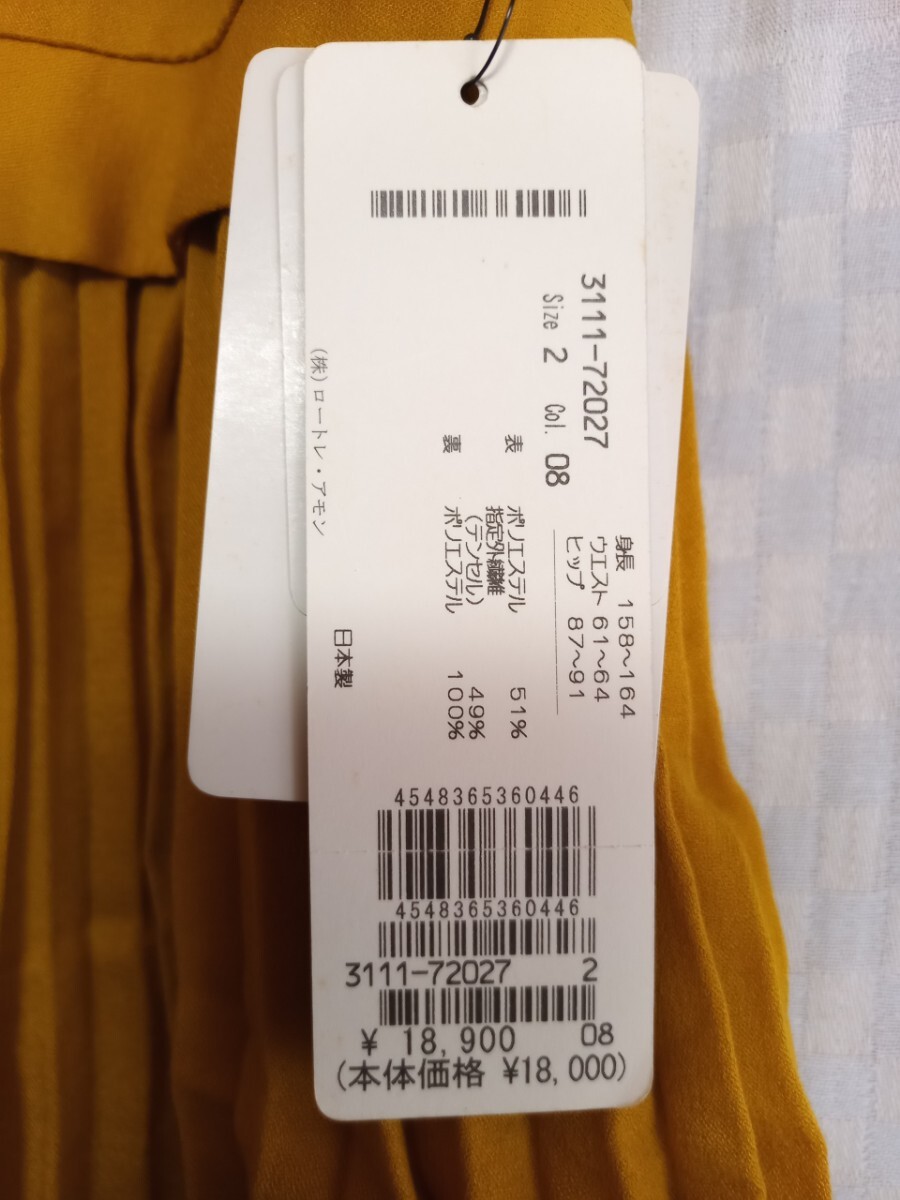 3111-72027
Size 2 Col. 08
身長 158〜164
ウエスト 61〜64
ヒップ 87〜91
表 ポリエステル 51%
指定外繊維
(テンセル) 49%
裏 ポリエステル 100%
日本製
(株)ロートレ・アモン
4548365360446
4548365360446
3111-72027 2
¥ 18,900 08
(本体価格 ¥18,000)